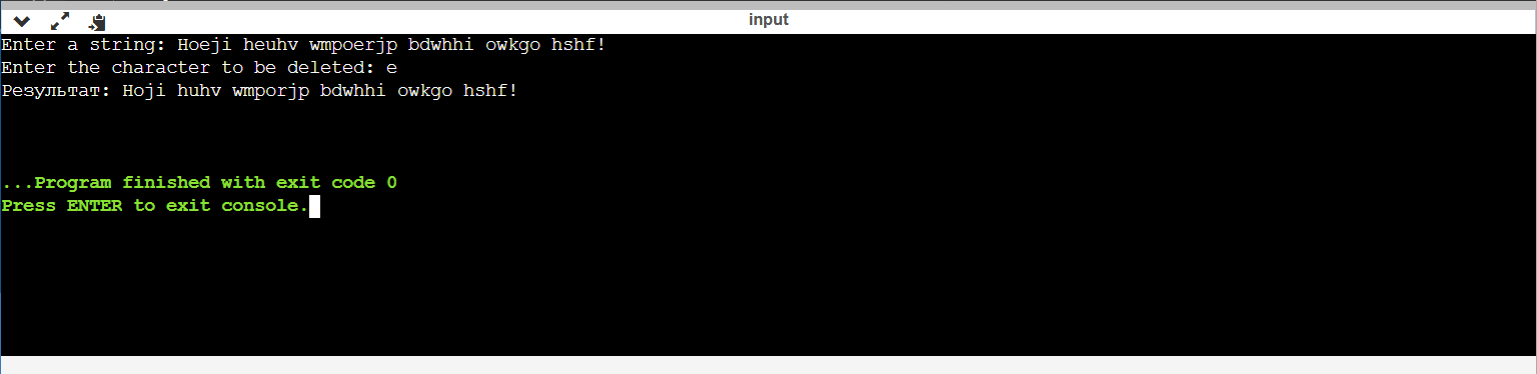 input
Enter a string: Hoeji heuhv wmpoerjp bdwhhi owkgo hshf!
Enter the character to be deleted: e
Результат: Hoji huhv wmporjp bdwhhi owkgo hshf!
...Program finished with exit code 0
Press ENTER to exit console.